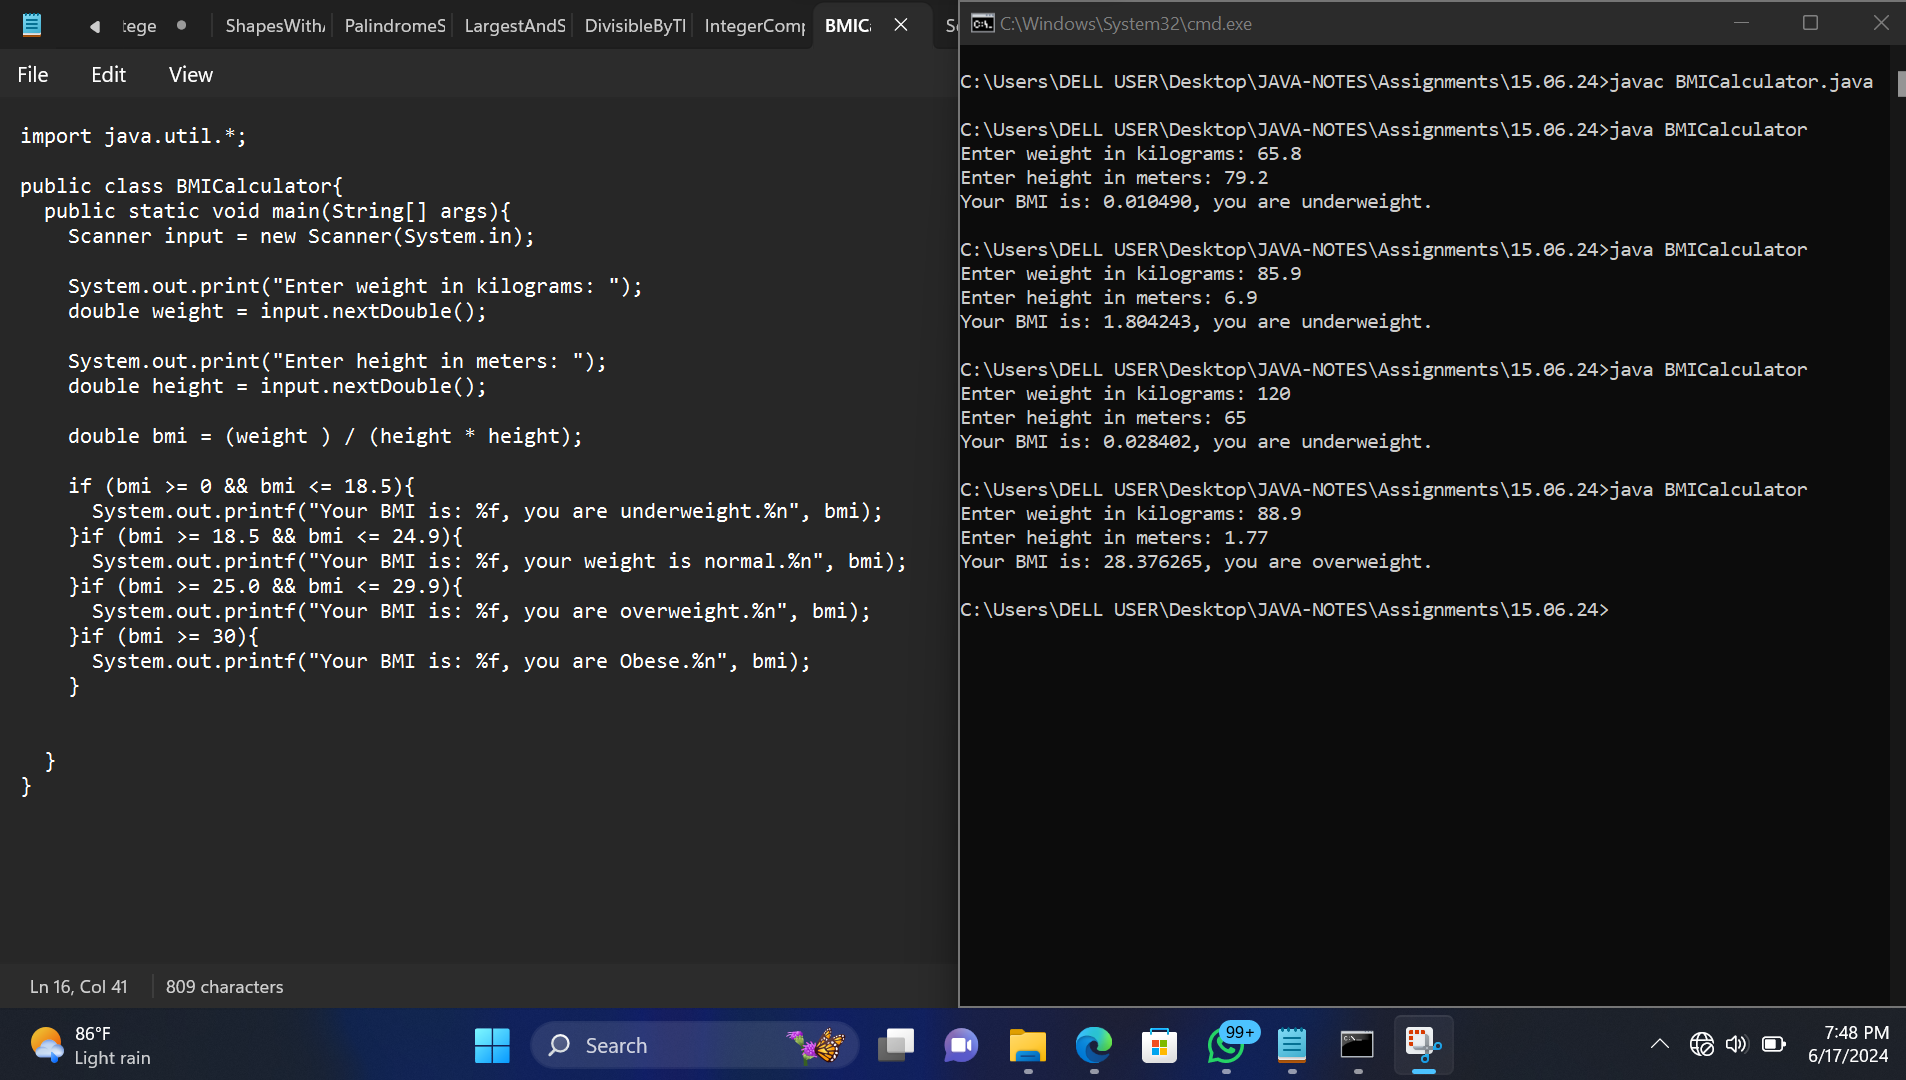 tege
ShapesWith
PalindromeS
LargestAndS
DivisibleByTl
IntegerComp
BMIC
File Edit View
import java.util.*;
public class BMICalculator{
public static void main(String[] args){
Scanner input = new Scanner(System.in);
System.out.print("Enter weight in kilograms: ");
double weight = input.nextDouble();
System.out.print("Enter height in meters: ");
double height = input.nextDouble();
double bmi = (weight ) / (height * height);
if (bmi >= 0 && bmi <= 18.5){
System.out.printf("Your BMI is: %f, you are underweight.%n", bmi);
}if (bmi >= 18.5 && bmi <= 24.9){
System.out.printf("Your BMI is: %f, your weight is normal.%n", bmi);
}if (bmi >= 25.0 && bmi <= 29.9){
System.out.printf("Your BMI is: %f, you are overweight.%n", bmi);
}if (bmi >= 30){
System.out.printf("Your BMI is: %f, you are Obese.%n", bmi);
}
}
}
Ln 16, Col 41 809 characters
C:\Windows\System32\cmd.exe
C:\Users\DELL USER\Desktop\JAVA-NOTES\Assignments\15.06.24>javac BMICalculator.java
C:\Users\DELL USER\Desktop\JAVA-NOTES\Assignments\15.06.24>java BMICalculator
Enter weight in kilograms: 65.8
Enter height in meters: 79.2
Your BMI is: 0.010490, you are underweight.
C:\Users\DELL USER\Desktop\JAVA-NOTES\Assignments\15.06.24>java BMICalculator
Enter weight in kilograms: 85.9
Enter height in meters: 6.9
Your BMI is: 1.804243, you are underweight.
C:\Users\DELL USER\Desktop\JAVA-NOTES\Assignments\15.06.24>java BMICalculator
Enter weight in kilograms: 120
Enter height in meters: 65
Your BMI is: 0.028402, you are underweight.
C:\Users\DELL USER\Desktop\JAVA-NOTES\Assignments\15.06.24>java BMICalculator
Enter weight in kilograms: 88.9
Enter height in meters: 1.77
Your BMI is: 28.376265, you are overweight.
C:\Users\DELL USER\Desktop\JAVA-NOTES\Assignments\15.06.24>
86°F
Light rain
Search
99+
7:48 PM
6/17/2024